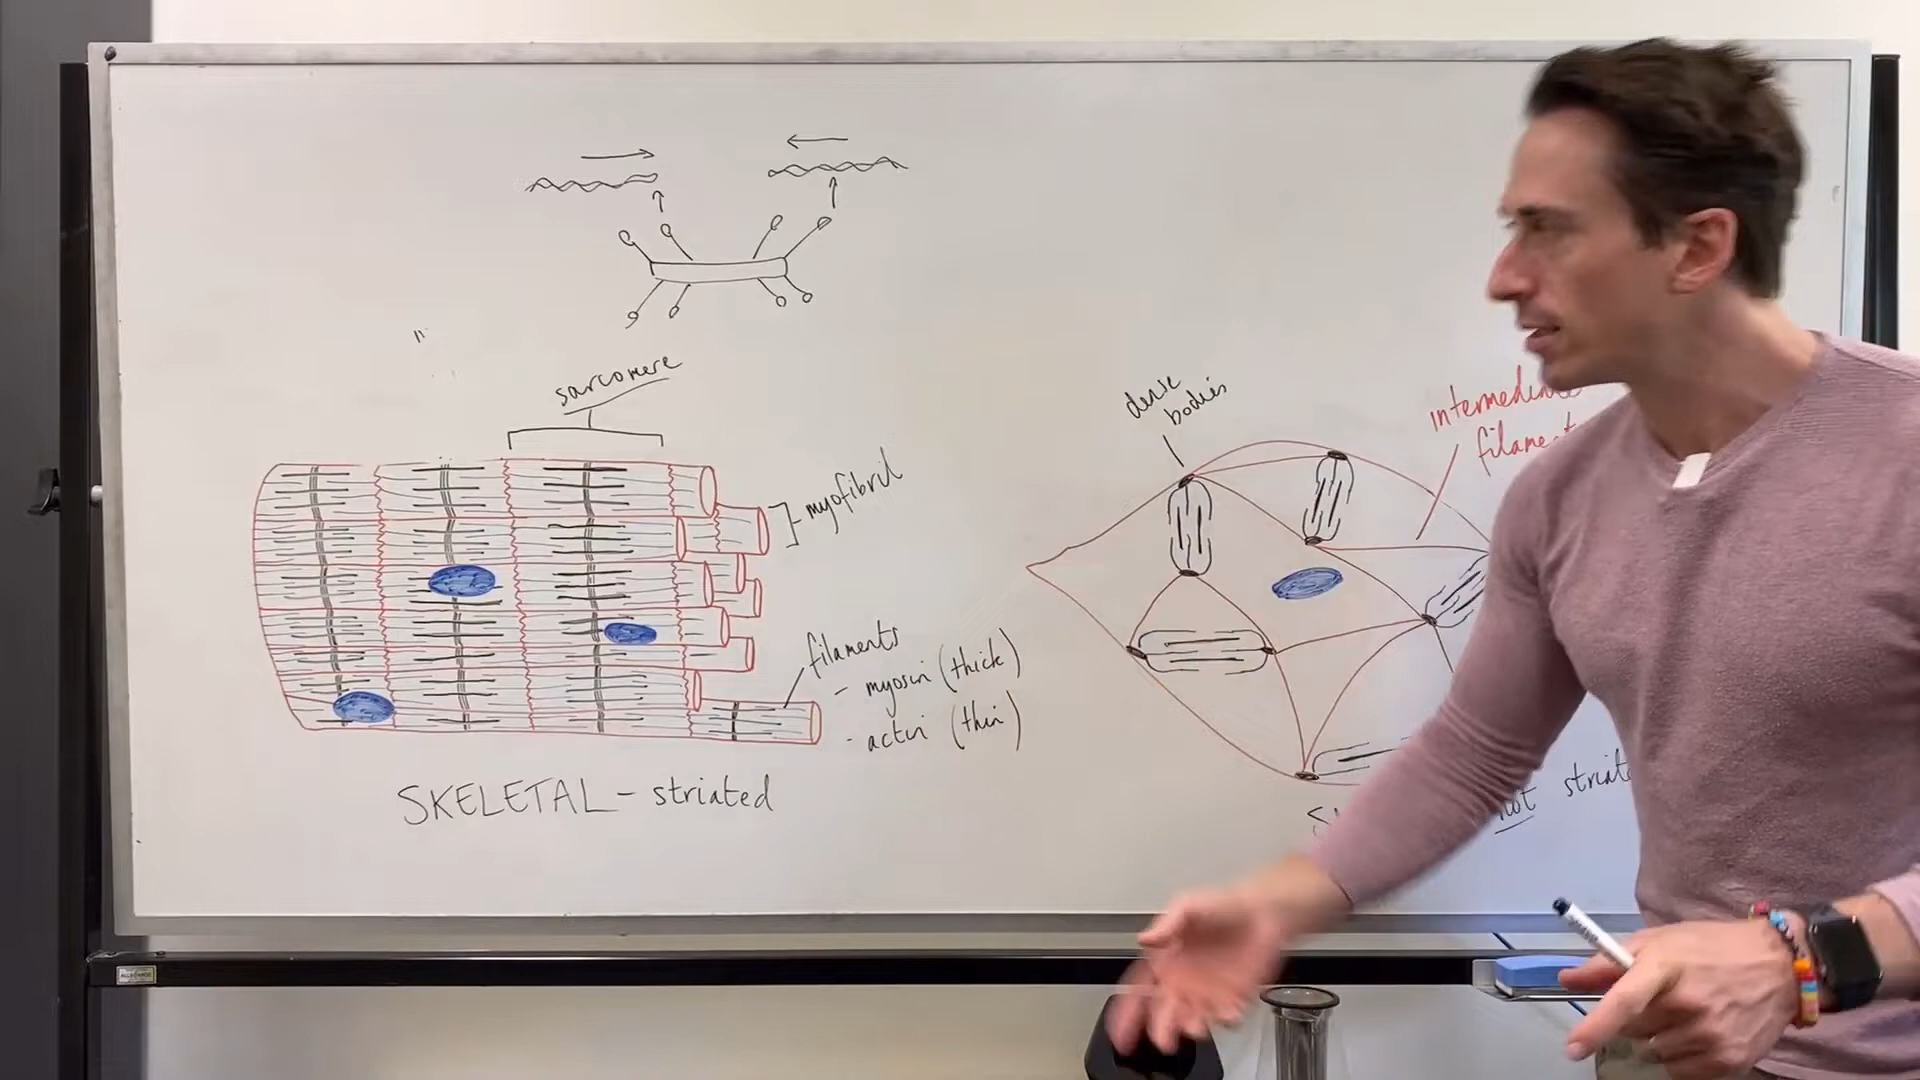 sarcomere
myofibril
filaments
- myosin (thick)
- actin (thin)
SKELETAL - striated
dense
bodies
not